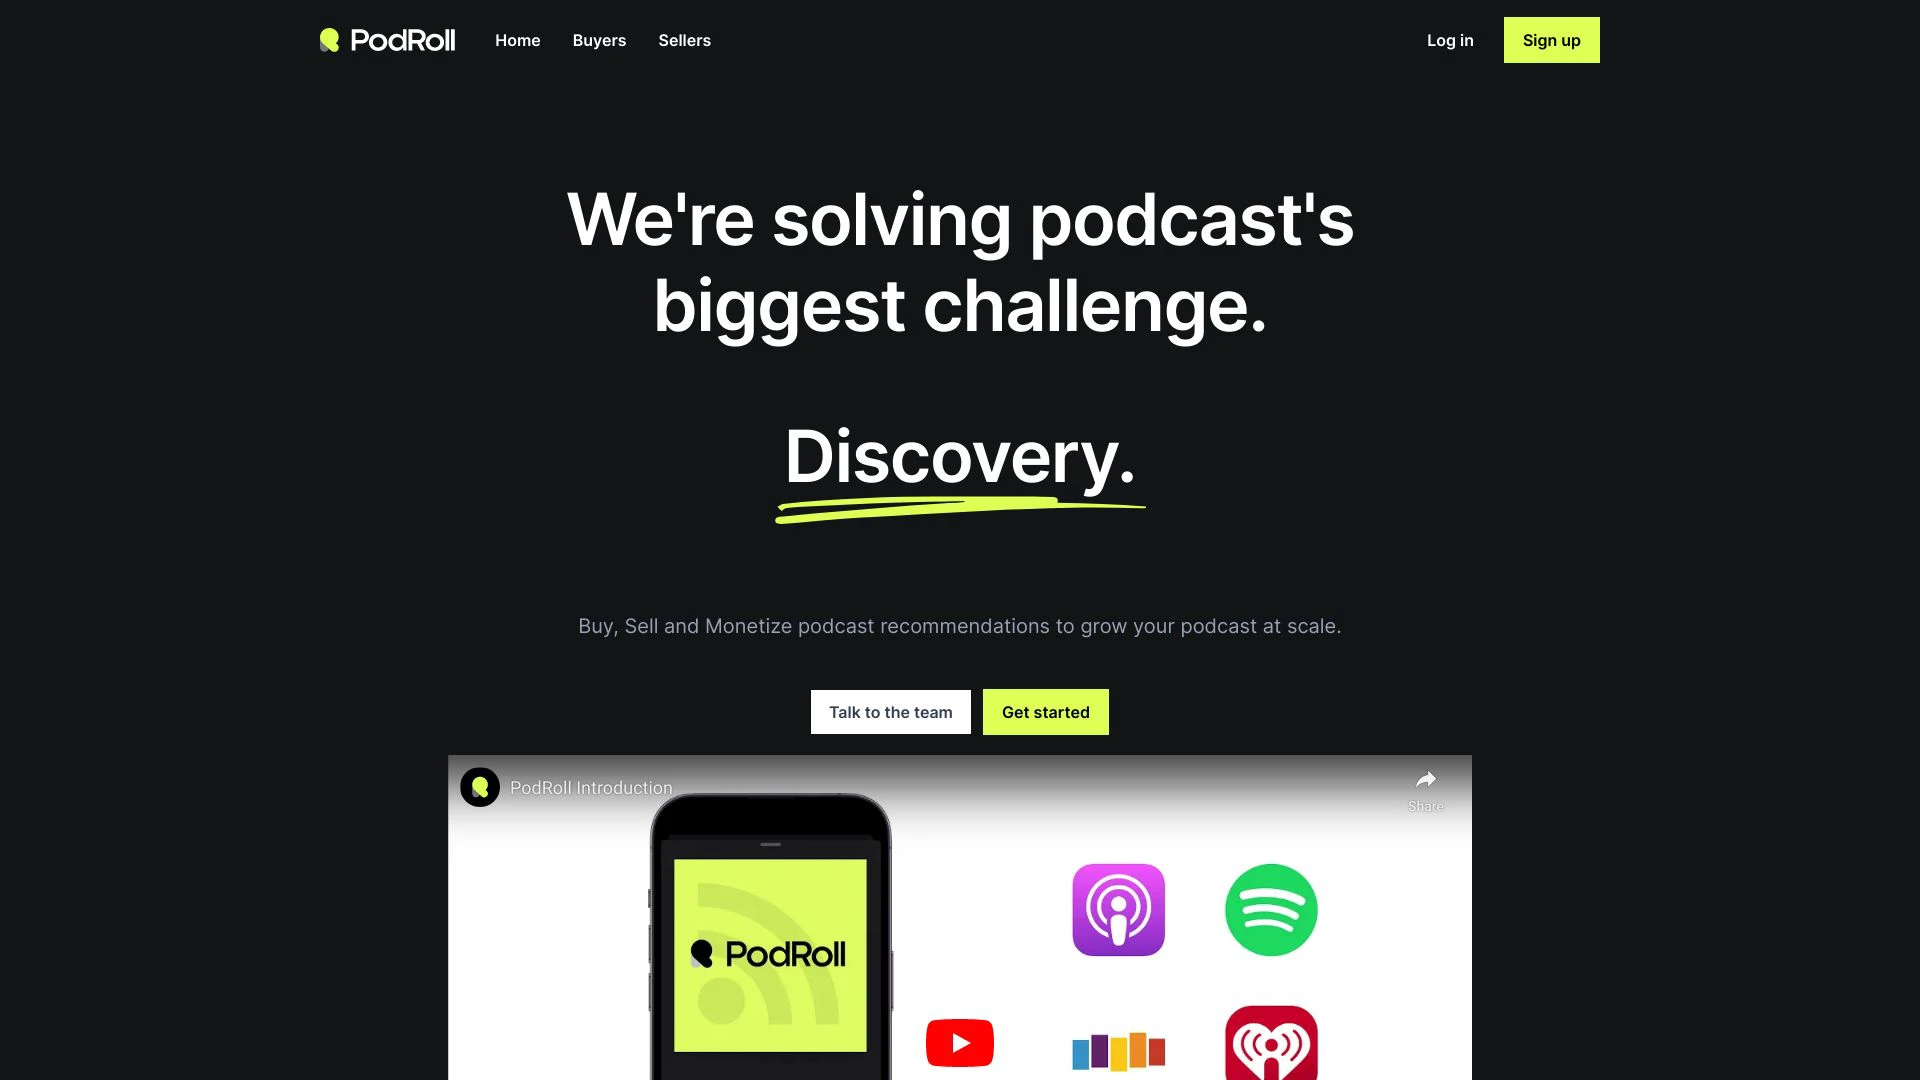 PodRoll
Home
Buyers
Sellers
Log in
Sign up
We're solving podcast's
biggest challenge.
Discovery.
Buy, Sell and Monetize podcast recommendations to grow your podcast at scale.
Talk to the team
Get started
PodRoll Introduction
Share
PodRoll